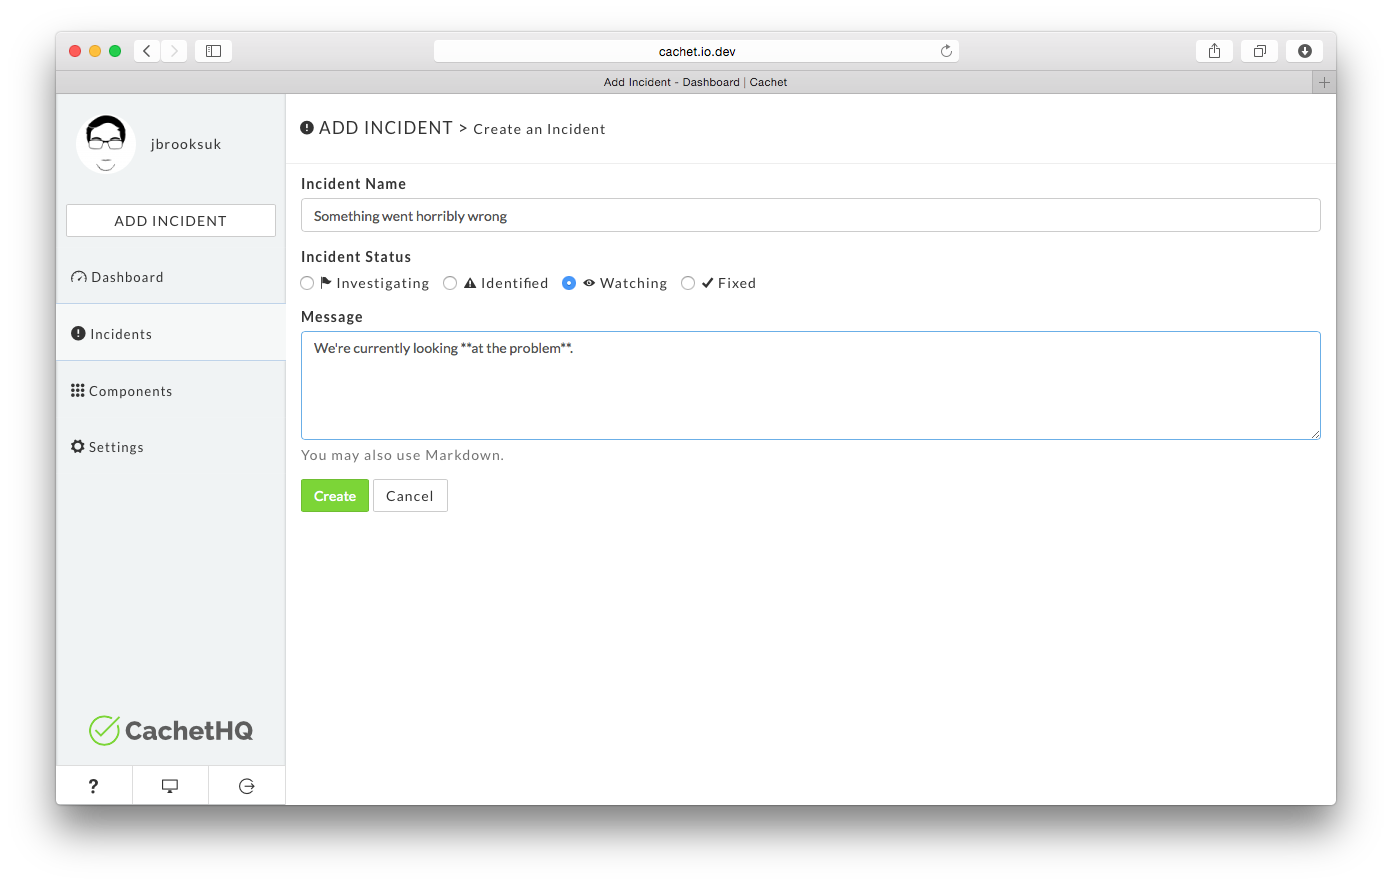 cachet.io.dev
Add Incident - Dashboard | Cachet
jbrooksuk
ADD INCIDENT
Dashboard
Incidents
Components
Settings
CachetHQ
?
ADD INCIDENT > Create an Incident
Incident Name
Something went horribly wrong
Incident Status
Investigating Identified Watching Fixed
Message
We're currently looking **at the problem**.
You may also use Markdown.
Create Cancel